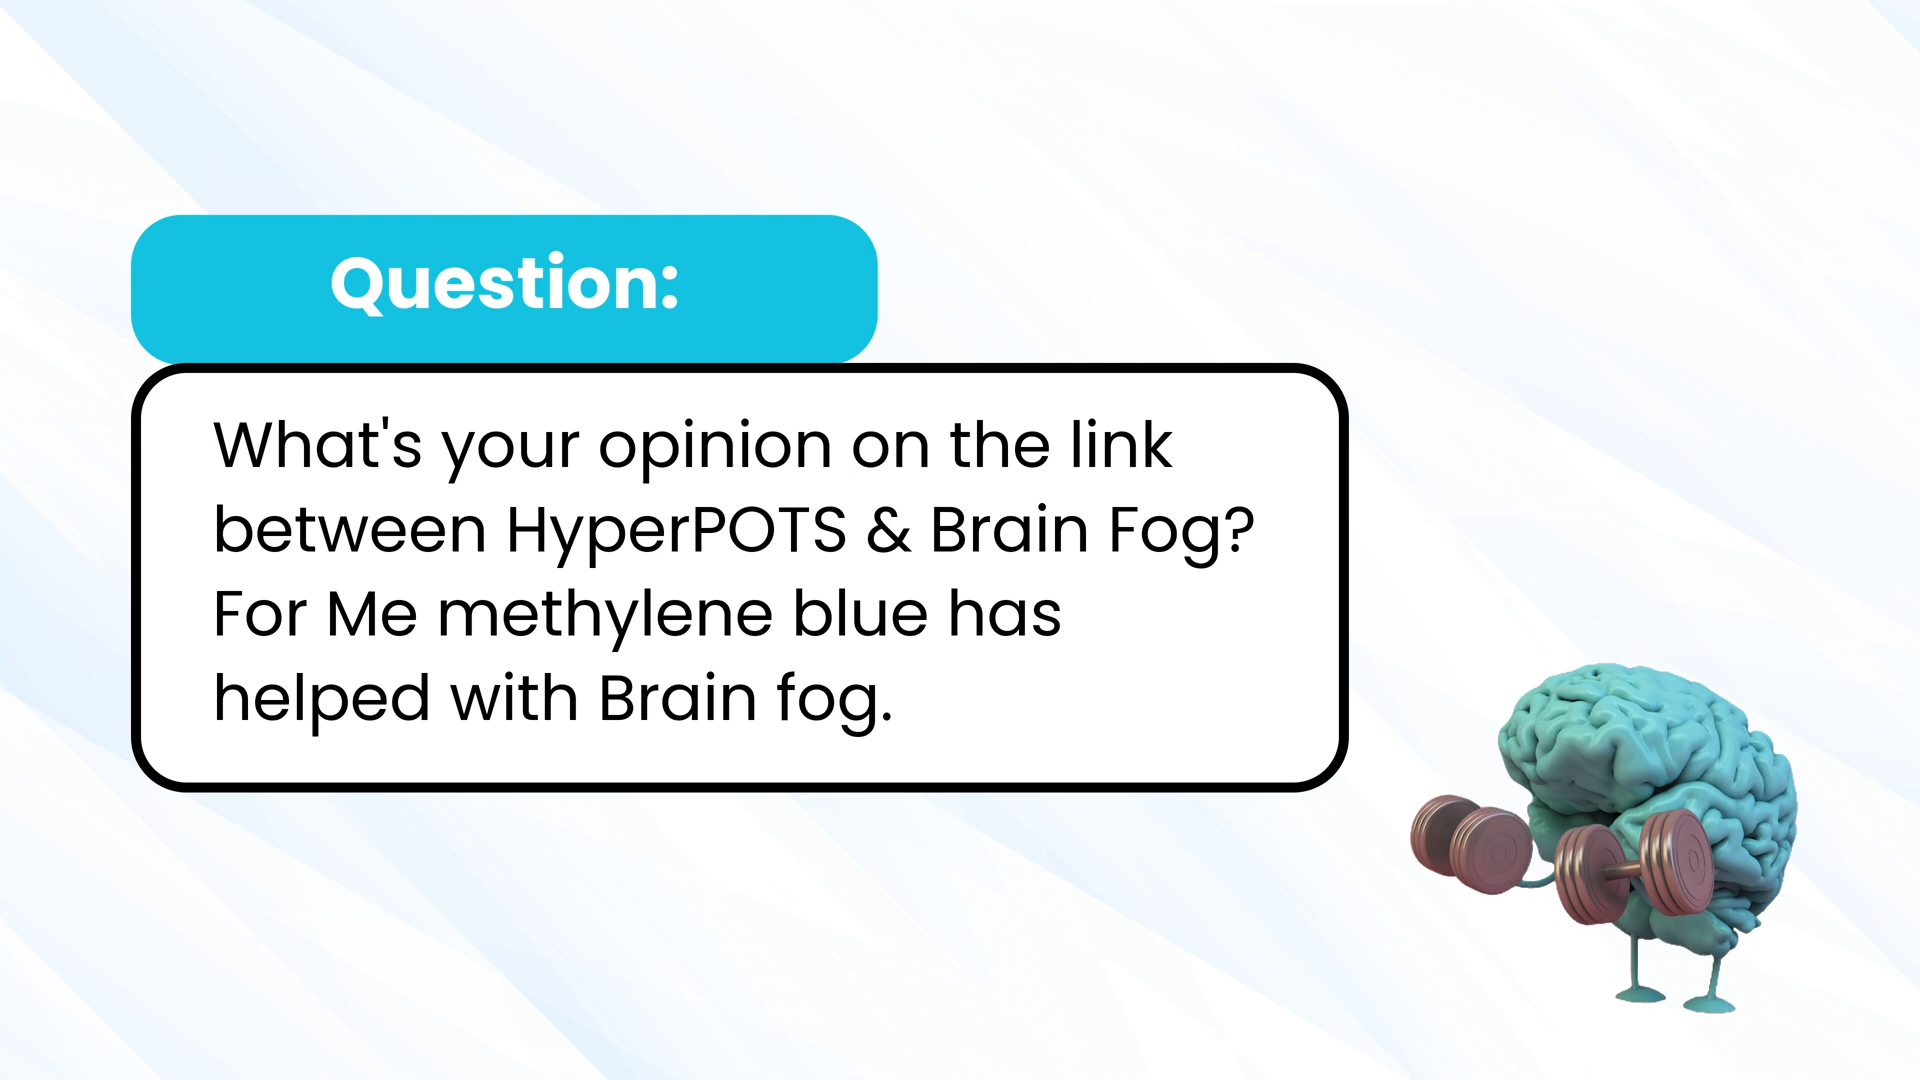 Question:
What's your opinion on the link
between HyperPOTS & Brain Fog?
For Me methylene blue has
helped with Brain fog.